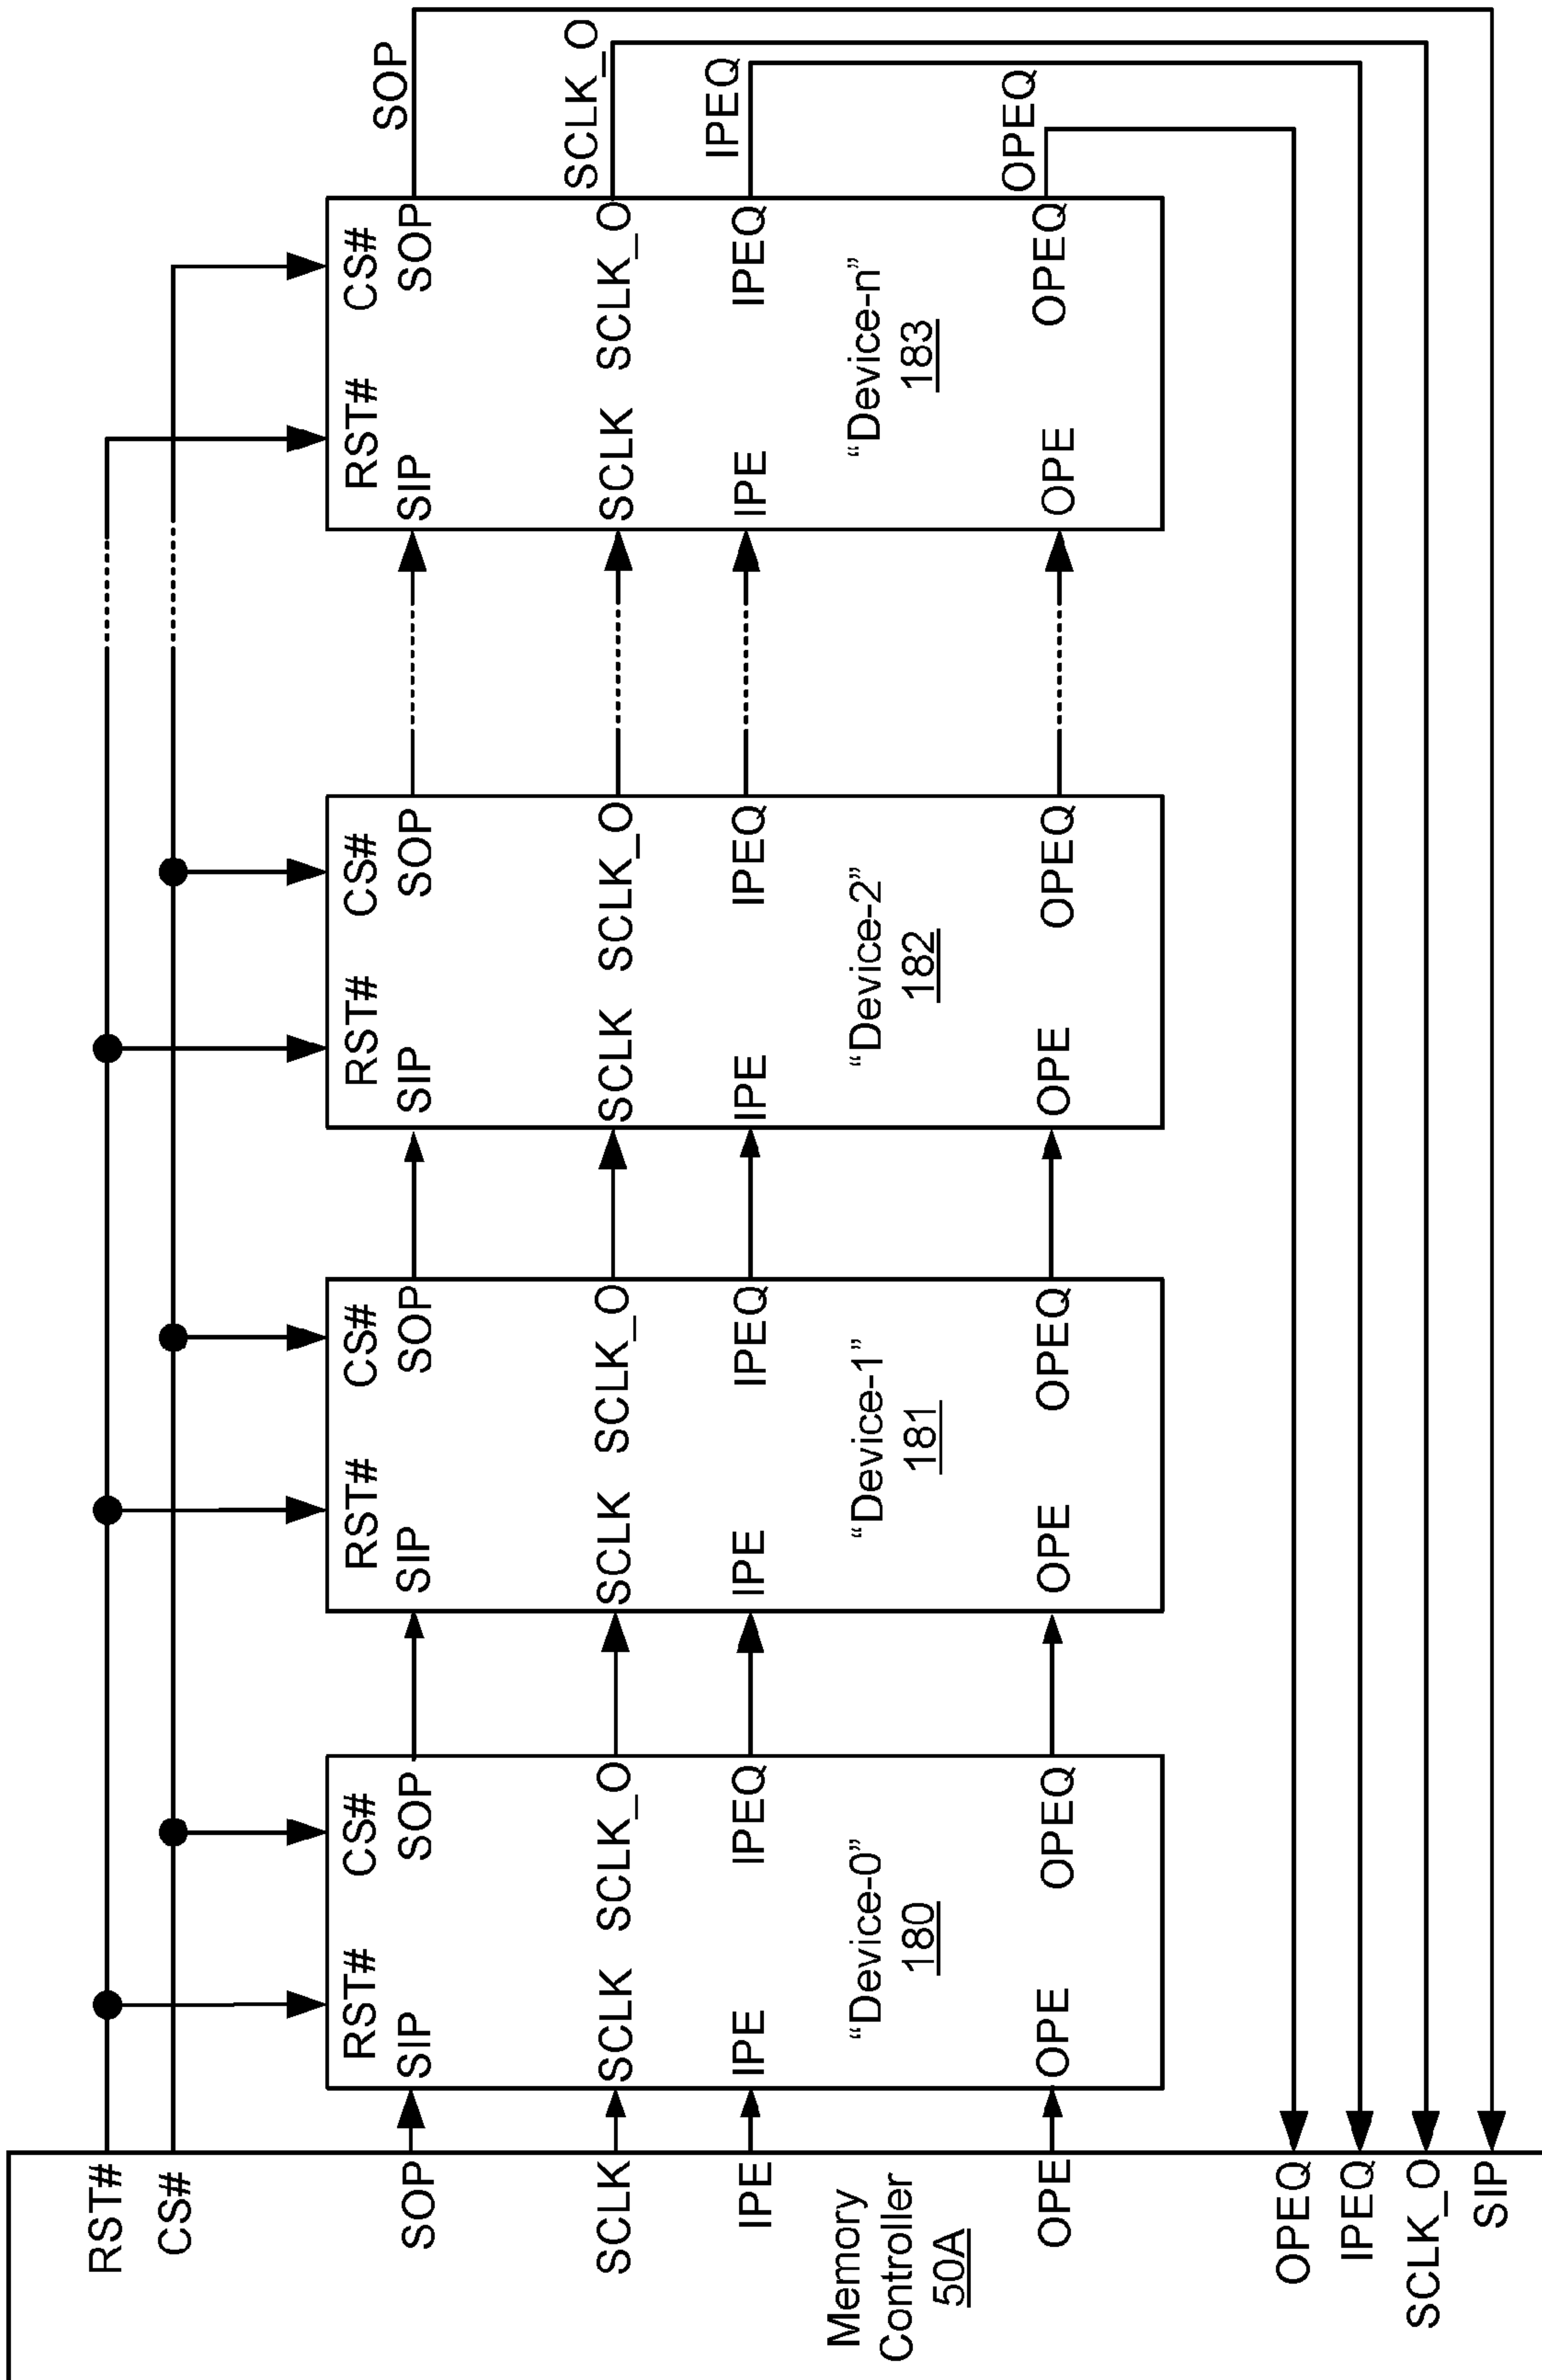 RST#
CS#
SOP
SCLK
IPE
Memory
Controller
50A
OPE
OPEQ
IPEQ
SCLK_O
SIP
RST# CS#
SIP SOP
SCLK SCLK_O
IPE IPEQ
“Device-0”
180
OPE OPEQ
RST# CS#
SIP SOP
SCLK SCLK_O
IPE IPEQ
“Device-1”
181
OPE OPEQ
RST# CS#
SIP SOP
SCLK SCLK_O
IPE IPEQ
“Device-2”
182
OPE OPEQ
RST# CS#
SIP SOP
SCLK SCLK_O
IPE IPEQ
“Device-n”
183
OPE OPEQ
SOP
SCLK_O
IPEQ
OPEQ